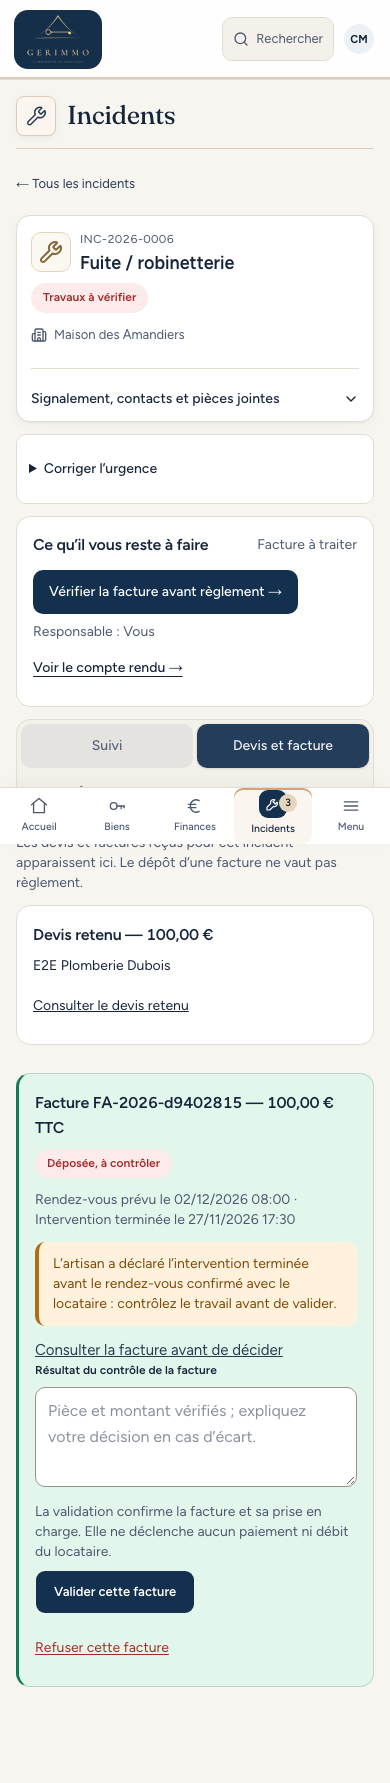 GERIMMO
Rechercher
CM
Incidents
← Tous les incidents
INC-2026-0006
Fuite / robinetterie
Travaux à vérifier
Maison des Amandiers
Signalement, contacts et pièces jointes
Corriger l’urgence
Ce qu’il vous reste à faire
Facture à traiter
Vérifier la facture avant règlement →
Responsable : Vous
Voir le compte rendu →
Suivi
Devis et facture
Accueil
Biens
Finances
3
Incidents
Menu
Les devis et factures reçus pour cet incident
apparaissent ici. Le dépôt d’une facture ne vaut pas
règlement.
Devis retenu — 100,00 €
E2E Plomberie Dubois
Consulter le devis retenu
Facture FA-2026-d9402815 — 100,00 €
TTC
Déposée, à contrôler
Rendez-vous prévu le 02/12/2026 08:00 ·
Intervention terminée le 27/11/2026 17:30
L’artisan a déclaré l’intervention terminée
avant le rendez-vous confirmé avec le
locataire : contrôlez le travail avant de valider.
Consulter la facture avant de décider
Résultat du contrôle de la facture
Pièce et montant vérifiés ; expliquez
votre décision en cas d’écart.
La validation confirme la facture et sa prise en
charge. Elle ne déclenche aucun paiement ni débit
du locataire.
Valider cette facture
Refuser cette facture